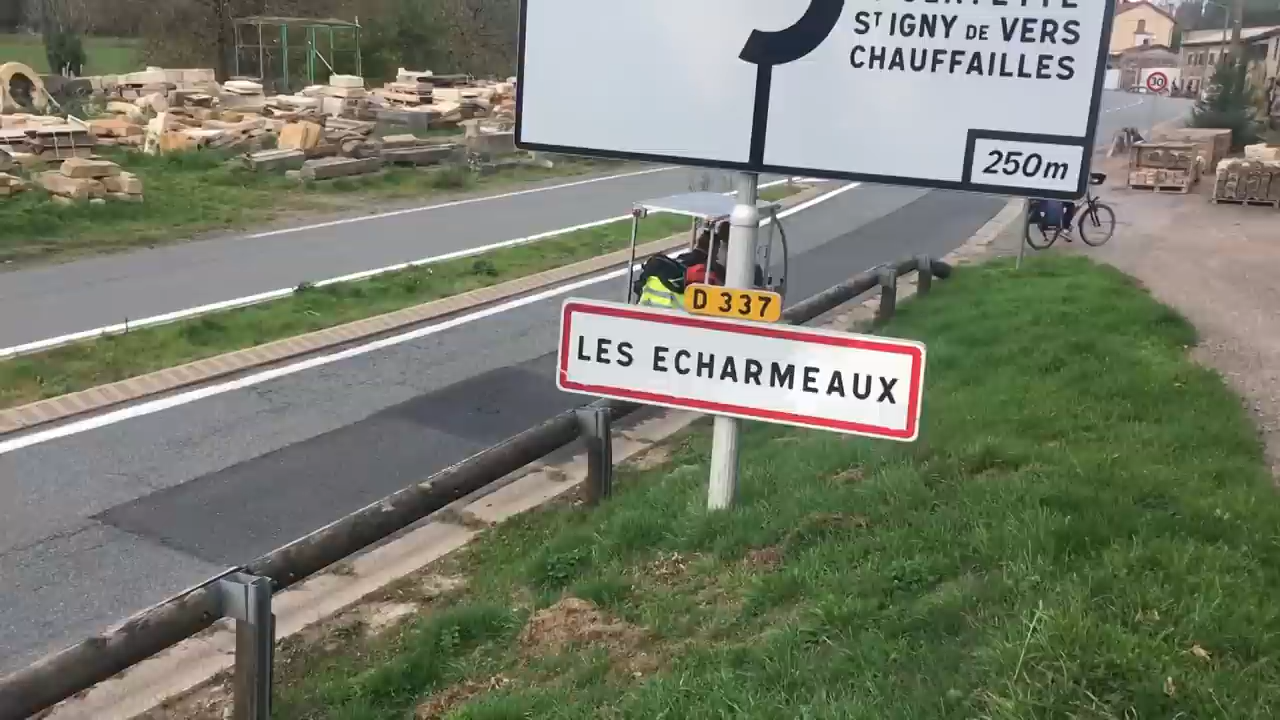 Sᵀ IGNY DE VERS
CHAUFFAILLES
250m
30
D 337
LES ECHARMEAUX